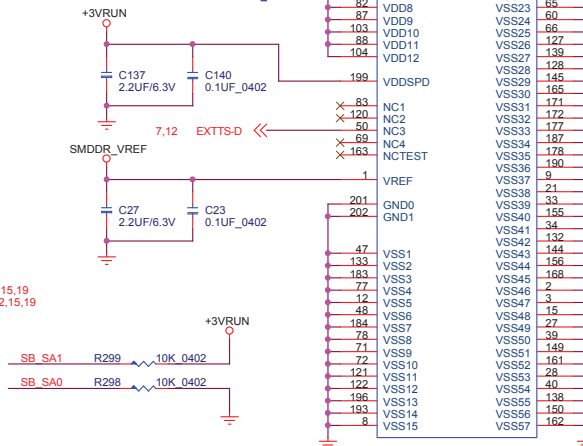 +3VRUN
C137
2.2UF/6.3V
C140
0.1UF_0402
7,12 EXTTS-D
SMDDR_VREF
C27
2.2UF/6.3V
C23
0.1UF_0402
15,19
2,15,19
+3VRUN
SB_SA1 R299 10K_0402
SB_SA0 R298 10K_0402
82 VDD8
87 VDD9
103 VDD10
88 VDD11
104 VDD12
199 VDDSPD
83 NC1
120 NC2
50 NC3
69 NC4
163 NCTEST
1 VREF
201 GND0
202 GND1
47 VSS1
133 VSS2
183 VSS3
77 VSS4
12 VSS5
48 VSS6
184 VSS7
78 VSS8
71 VSS9
72 VSS10
121 VSS11
122 VSS12
196 VSS13
193 VSS14
8 VSS15
VSS23 65
VSS24 60
VSS25 66
VSS26 127
VSS27 139
VSS28 128
VSS29 145
VSS30 165
VSS31 171
VSS32 172
VSS33 177
VSS34 187
VSS35 178
VSS36 190
VSS37 9
VSS38 21
VSS39 33
VSS40 155
VSS41 34
VSS42 132
VSS43 144
VSS44 156
VSS45 168
VSS46 2
VSS47 3
VSS48 15
VSS49 27
VSS50 39
VSS51 149
VSS52 161
VSS53 28
VSS54 40
VSS55 138
VSS56 150
VSS57 162